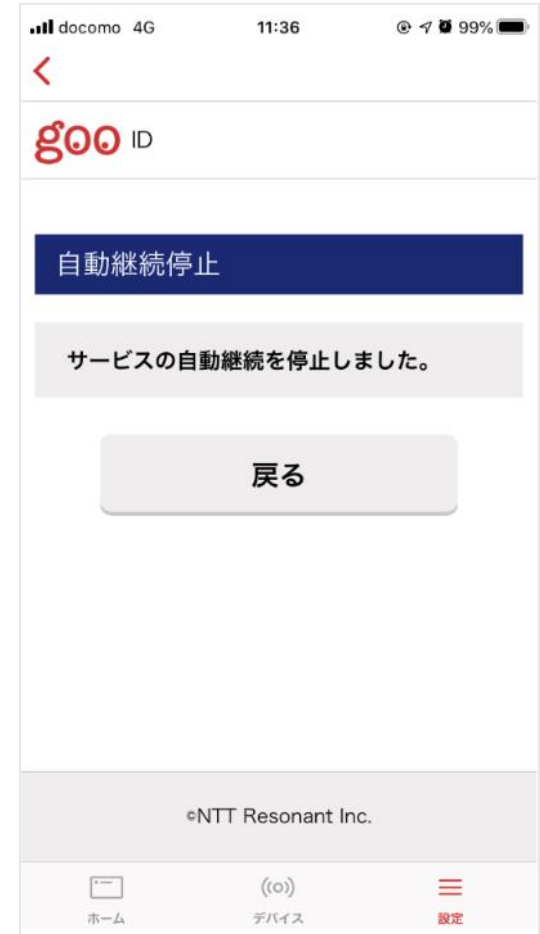 docomo 4G 11:36 99%
goo ID
自動継続停止
サービスの自動継続を停止しました。
戻る
©NTT Resonant Inc.
ホーム デバイス 設定